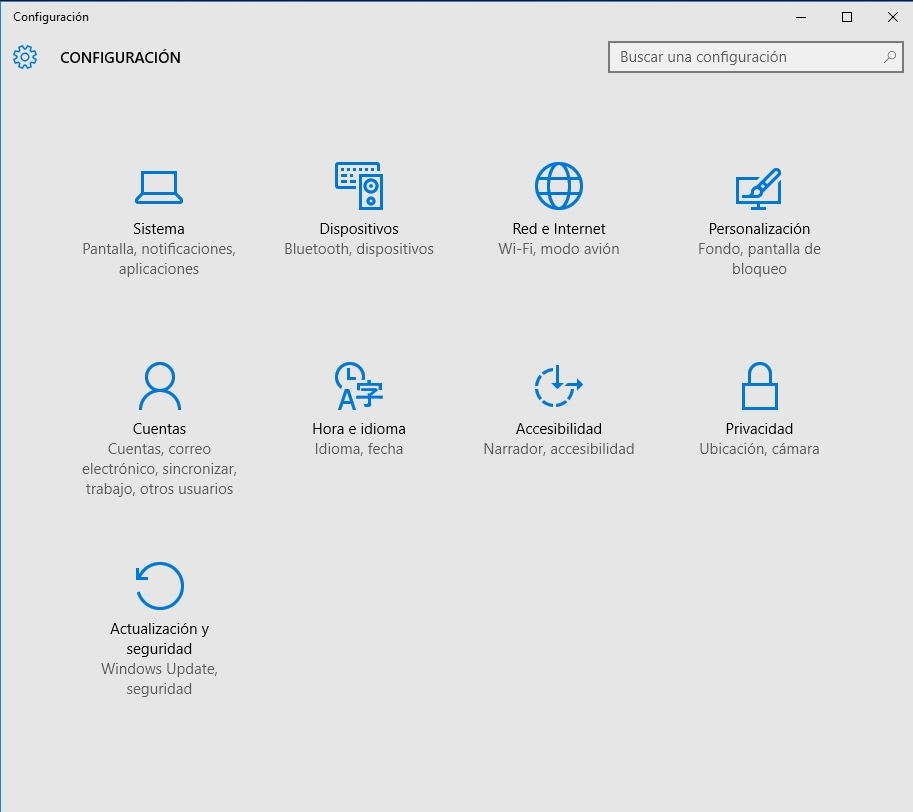 Configuración
CONFIGURACIÓN
Buscar una configuración
Sistema
Pantalla, notificaciones,
aplicaciones
Dispositivos
Bluetooth, dispositivos
Red e Internet
Wi-Fi, modo avión
Personalización
Fondo, pantalla de
bloqueo
Cuentas
Cuentas, correo
electrónico, sincronizar,
trabajo, otros usuarios
A字
Hora e idioma
Idioma, fecha
Accesibilidad
Narrador, accesibilidad
Privacidad
Ubicación, cámara
Actualización y
seguridad
Windows Update,
seguridad